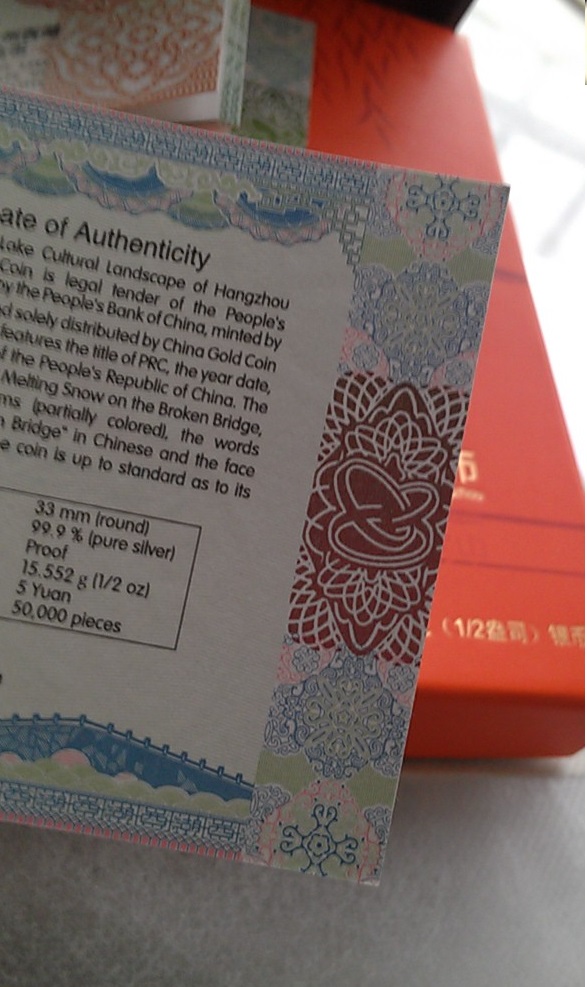 ate of Authenticity
Lake Cultural Landscape of Hangzhou
Coin is legal tender of the People's
by the People's Bank of China, minted by
d solely distributed by China Gold Coin
features the title of PRC, the year date,
f the People's Republic of China. The
Melting Snow on the Broken Bridge,
ms (partially colored), the words
n Bridge" in Chinese and the face
e coin is up to standard as to its
33 mm (round)
99.9 % (pure silver)
Proof
15.552 g (1/2 oz)
5 Yuan
50,000 pieces
币
zhou
(1/2盎司) 银币